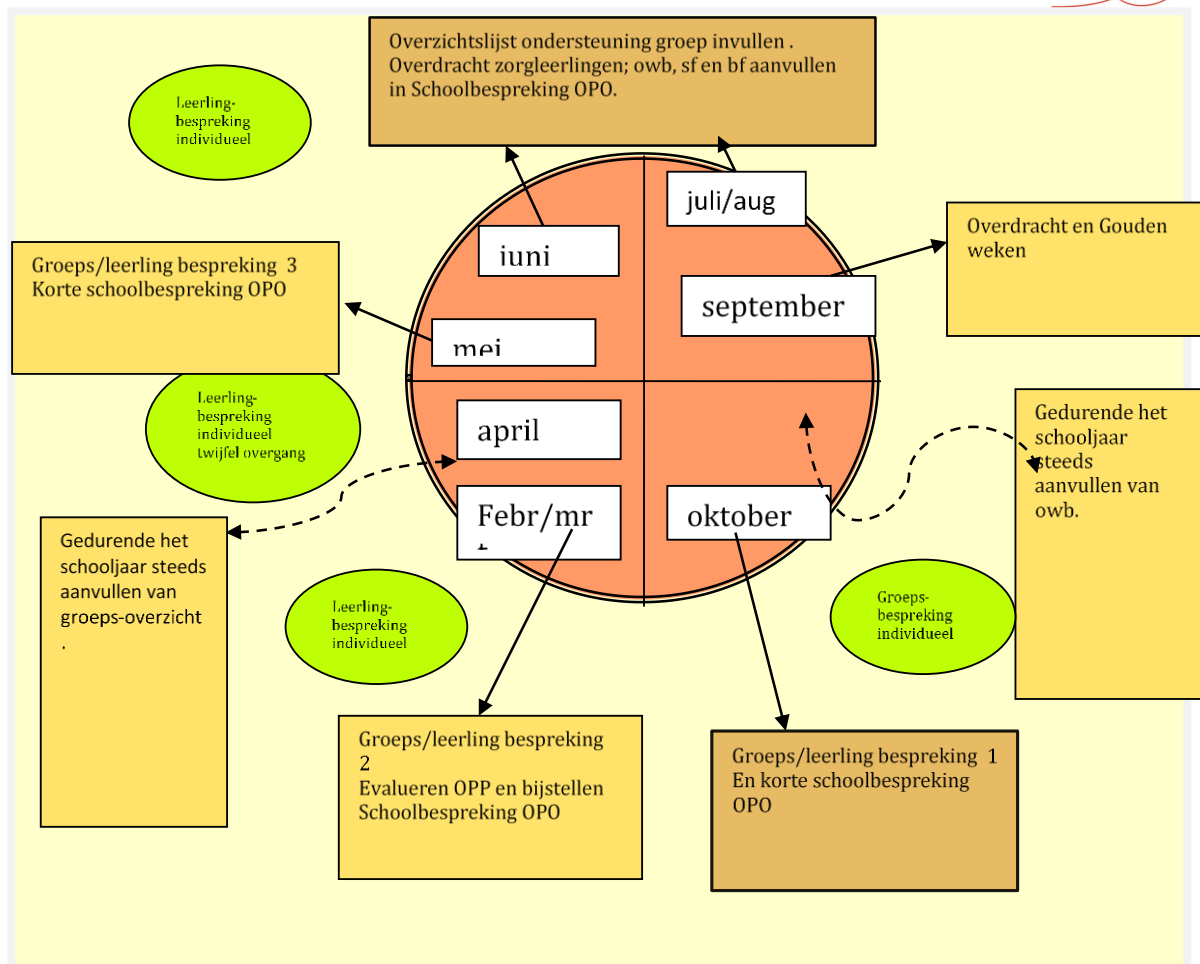 Overzichtslijst ondersteuning groep invullen .
Overdracht zorgleerlingen; owb, sf en bf aanvullen
in Schoolbespreking OPO.
Leerling-
bespreking
individueel
juli/aug
juni
Overdracht en Gouden
weken
Groeps/leerling bespreking 3
Korte schoolbespreking OPO
september
mei
Leerling-
bespreking
individueel
twijfel overgang
april
Gedurende het
schooljaar
steeds
aanvullen van
owb.
Febr/mr
t
oktober
Gedurende het
schooljaar steeds
aanvullen van
groeps-overzicht
.
Leerling-
bespreking
individueel
Groeps-
bespreking
individueel
Groeps/leerling bespreking
2
Evalueren OPP en bijstellen
Schoolbespreking OPO
Groeps/leerling bespreking 1
En korte schoolbespreking
OPO